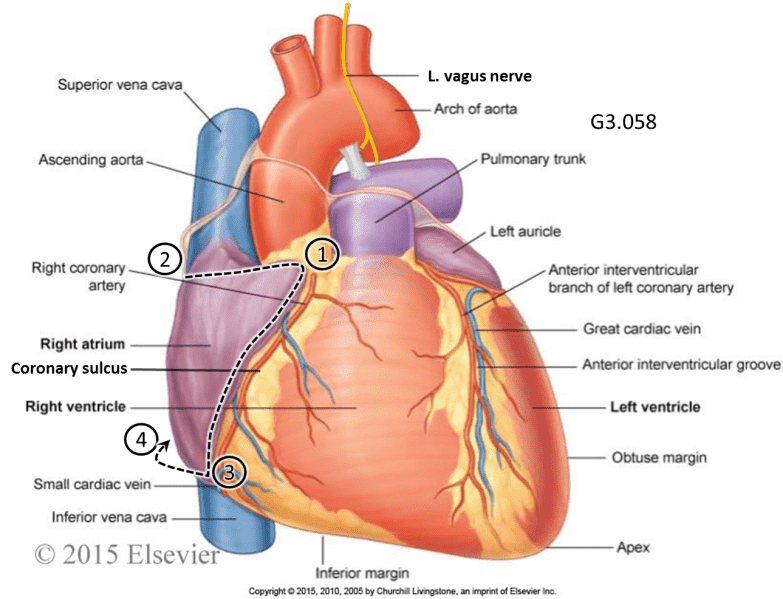 L. vagus nerve
Superior vena cava
Arch of aorta
G3.058
Ascending aorta
Pulmonary trunk
Left auricle
1
2
Right coronary
artery
Anterior interventricular
branch of left coronary artery
Great cardiac vein
Right atrium
Coronary sulcus
Anterior interventricular groove
Right ventricle
Left ventricle
4
Obtuse margin
3
Small cardiac vein
Inferior vena cava
© 2015 Elsevier
Apex
Inferior margin
Copyright © 2015, 2010, 2005 by Churchill Livingstone, an imprint of Elsevier Inc.